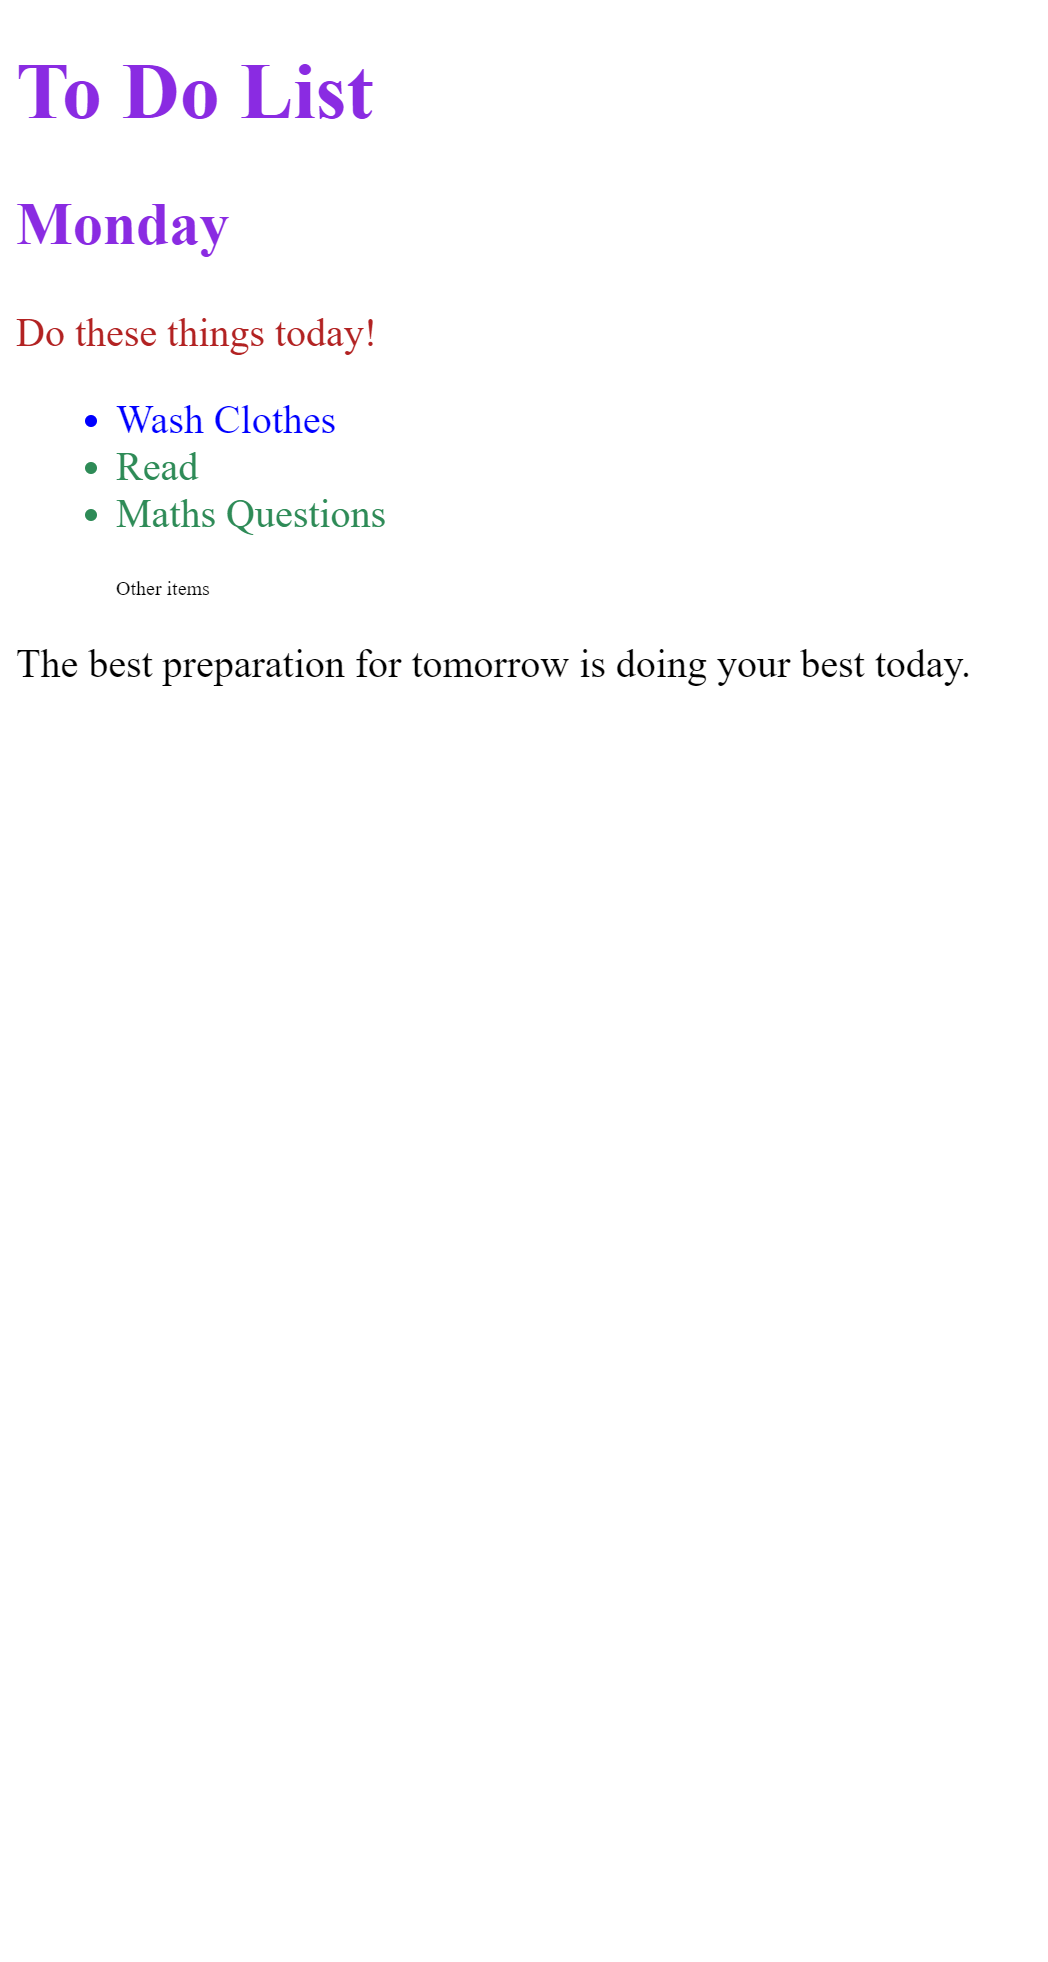 To Do List
Monday
Do these things today!
Wash Clothes
Read
Maths Questions
Other items
The best preparation for tomorrow is doing your best today.